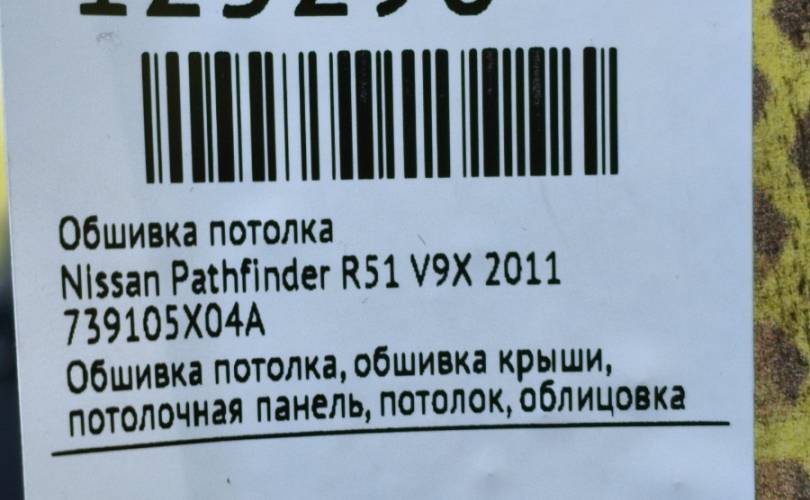 Обшивка потолка
Nissan Pathfinder R51 V9X 2011
739105X04A
Обшивка потолка, обшивка крыши,
потолочная панель, потолок, облицовка